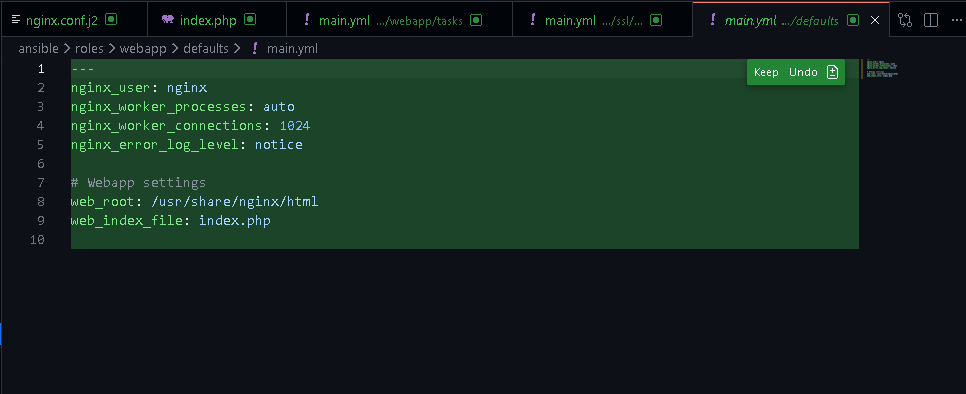 nginx.conf.j2 index.php main.yml .../webapp/tasks main.yml .../ssl/... main.yml .../defaults
ansible > roles > webapp > defaults > ! main.yml
Keep Undo
1 ---
2 nginx_user: nginx
3 nginx_worker_processes: auto
4 nginx_worker_connections: 1024
5 nginx_error_log_level: notice
6
7 # Webapp settings
8 web_root: /usr/share/nginx/html
9 web_index_file: index.php
10